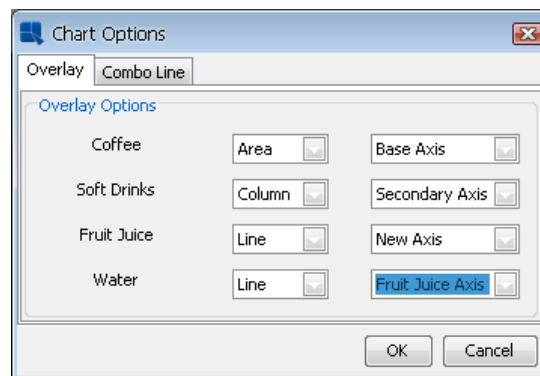 Chart Options
Overlay Combo Line
Overlay Options
Coffee Area Base Axis
Soft Drinks Column Secondary Axis
Fruit Juice Line New Axis
Water Line Fruit Juice Axis
OK Cancel